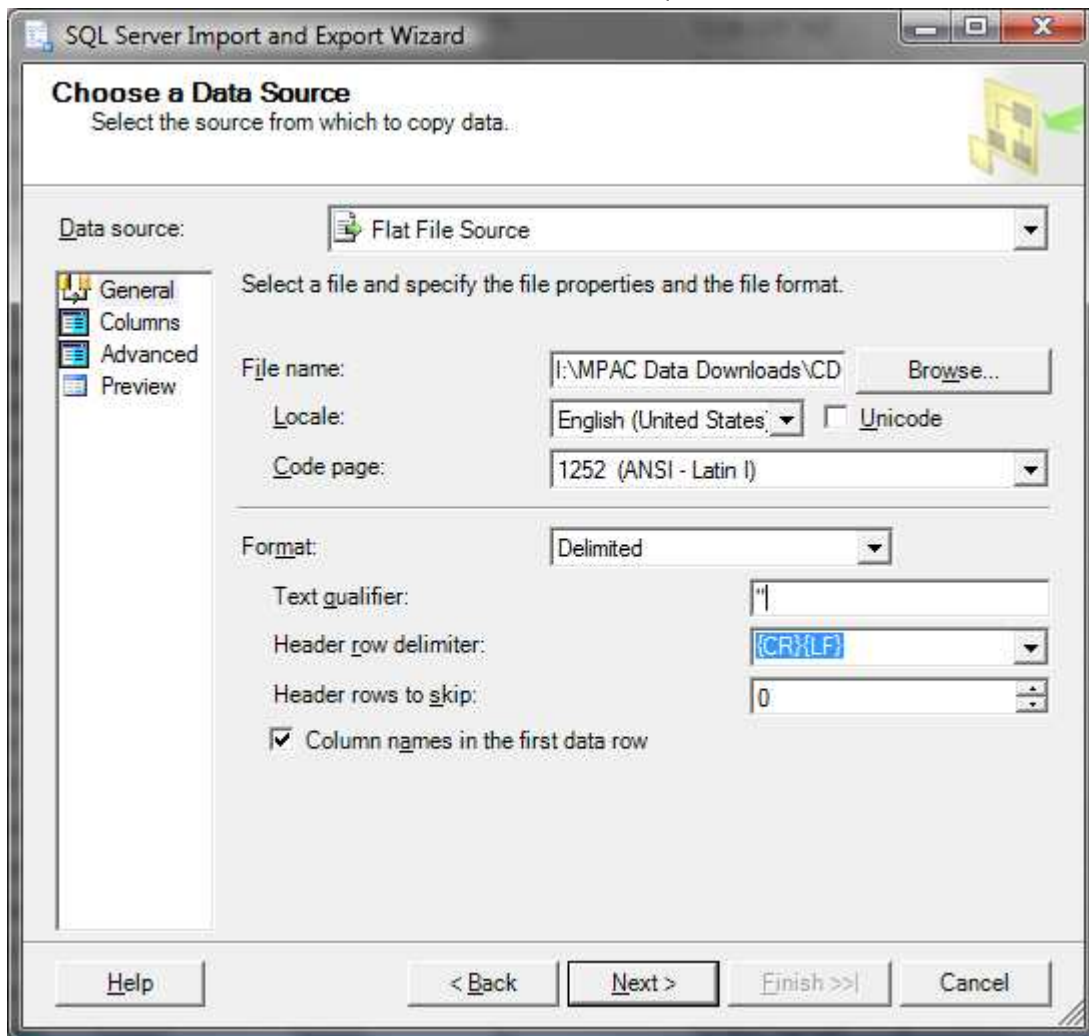 SQL Server Import and Export Wizard
Choose a Data Source
Select the source from which to copy data.
Data source: Flat File Source
General
Columns
Advanced
Preview
Select a file and specify the file properties and the file format.
File name: I:\MPAC Data Downloads\CD Browse...
Locale: English (United States) Unicode
Code page: 1252 (ANSI - Latin I)
Format: Delimited
Text qualifier: "
Header row delimiter: {CR}{LF}
Header rows to skip: 0
Column names in the first data row
Help < Back Next > Finish >>| Cancel